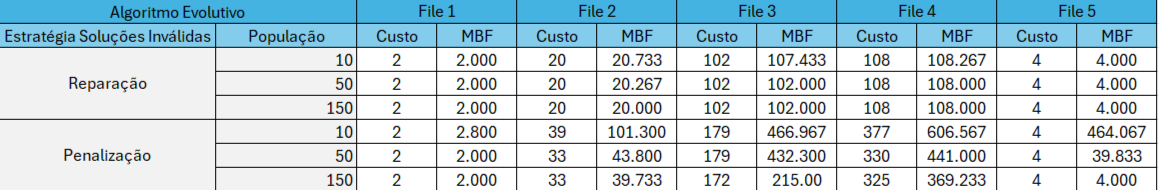 Algoritmo Evolutivo File 1 File 2 File 3 File 4 File 5
Estratégia Soluções Inválidas População Custo MBF Custo MBF Custo MBF Custo MBF Custo MBF
Reparação 10 2 2.000 20 20.733 102 107.433 108 108.267 4 4.000
50 2 2.000 20 20.267 102 102.000 108 108.000 4 4.000
150 2 2.000 20 20.000 102 102.000 108 108.000 4 4.000
Penalização 10 2 2.800 39 101.300 179 466.967 377 606.567 4 464.067
50 2 2.000 33 43.800 179 432.300 330 441.000 4 39.833
150 2 2.000 33 39.733 172 215.00 325 369.233 4 4.000